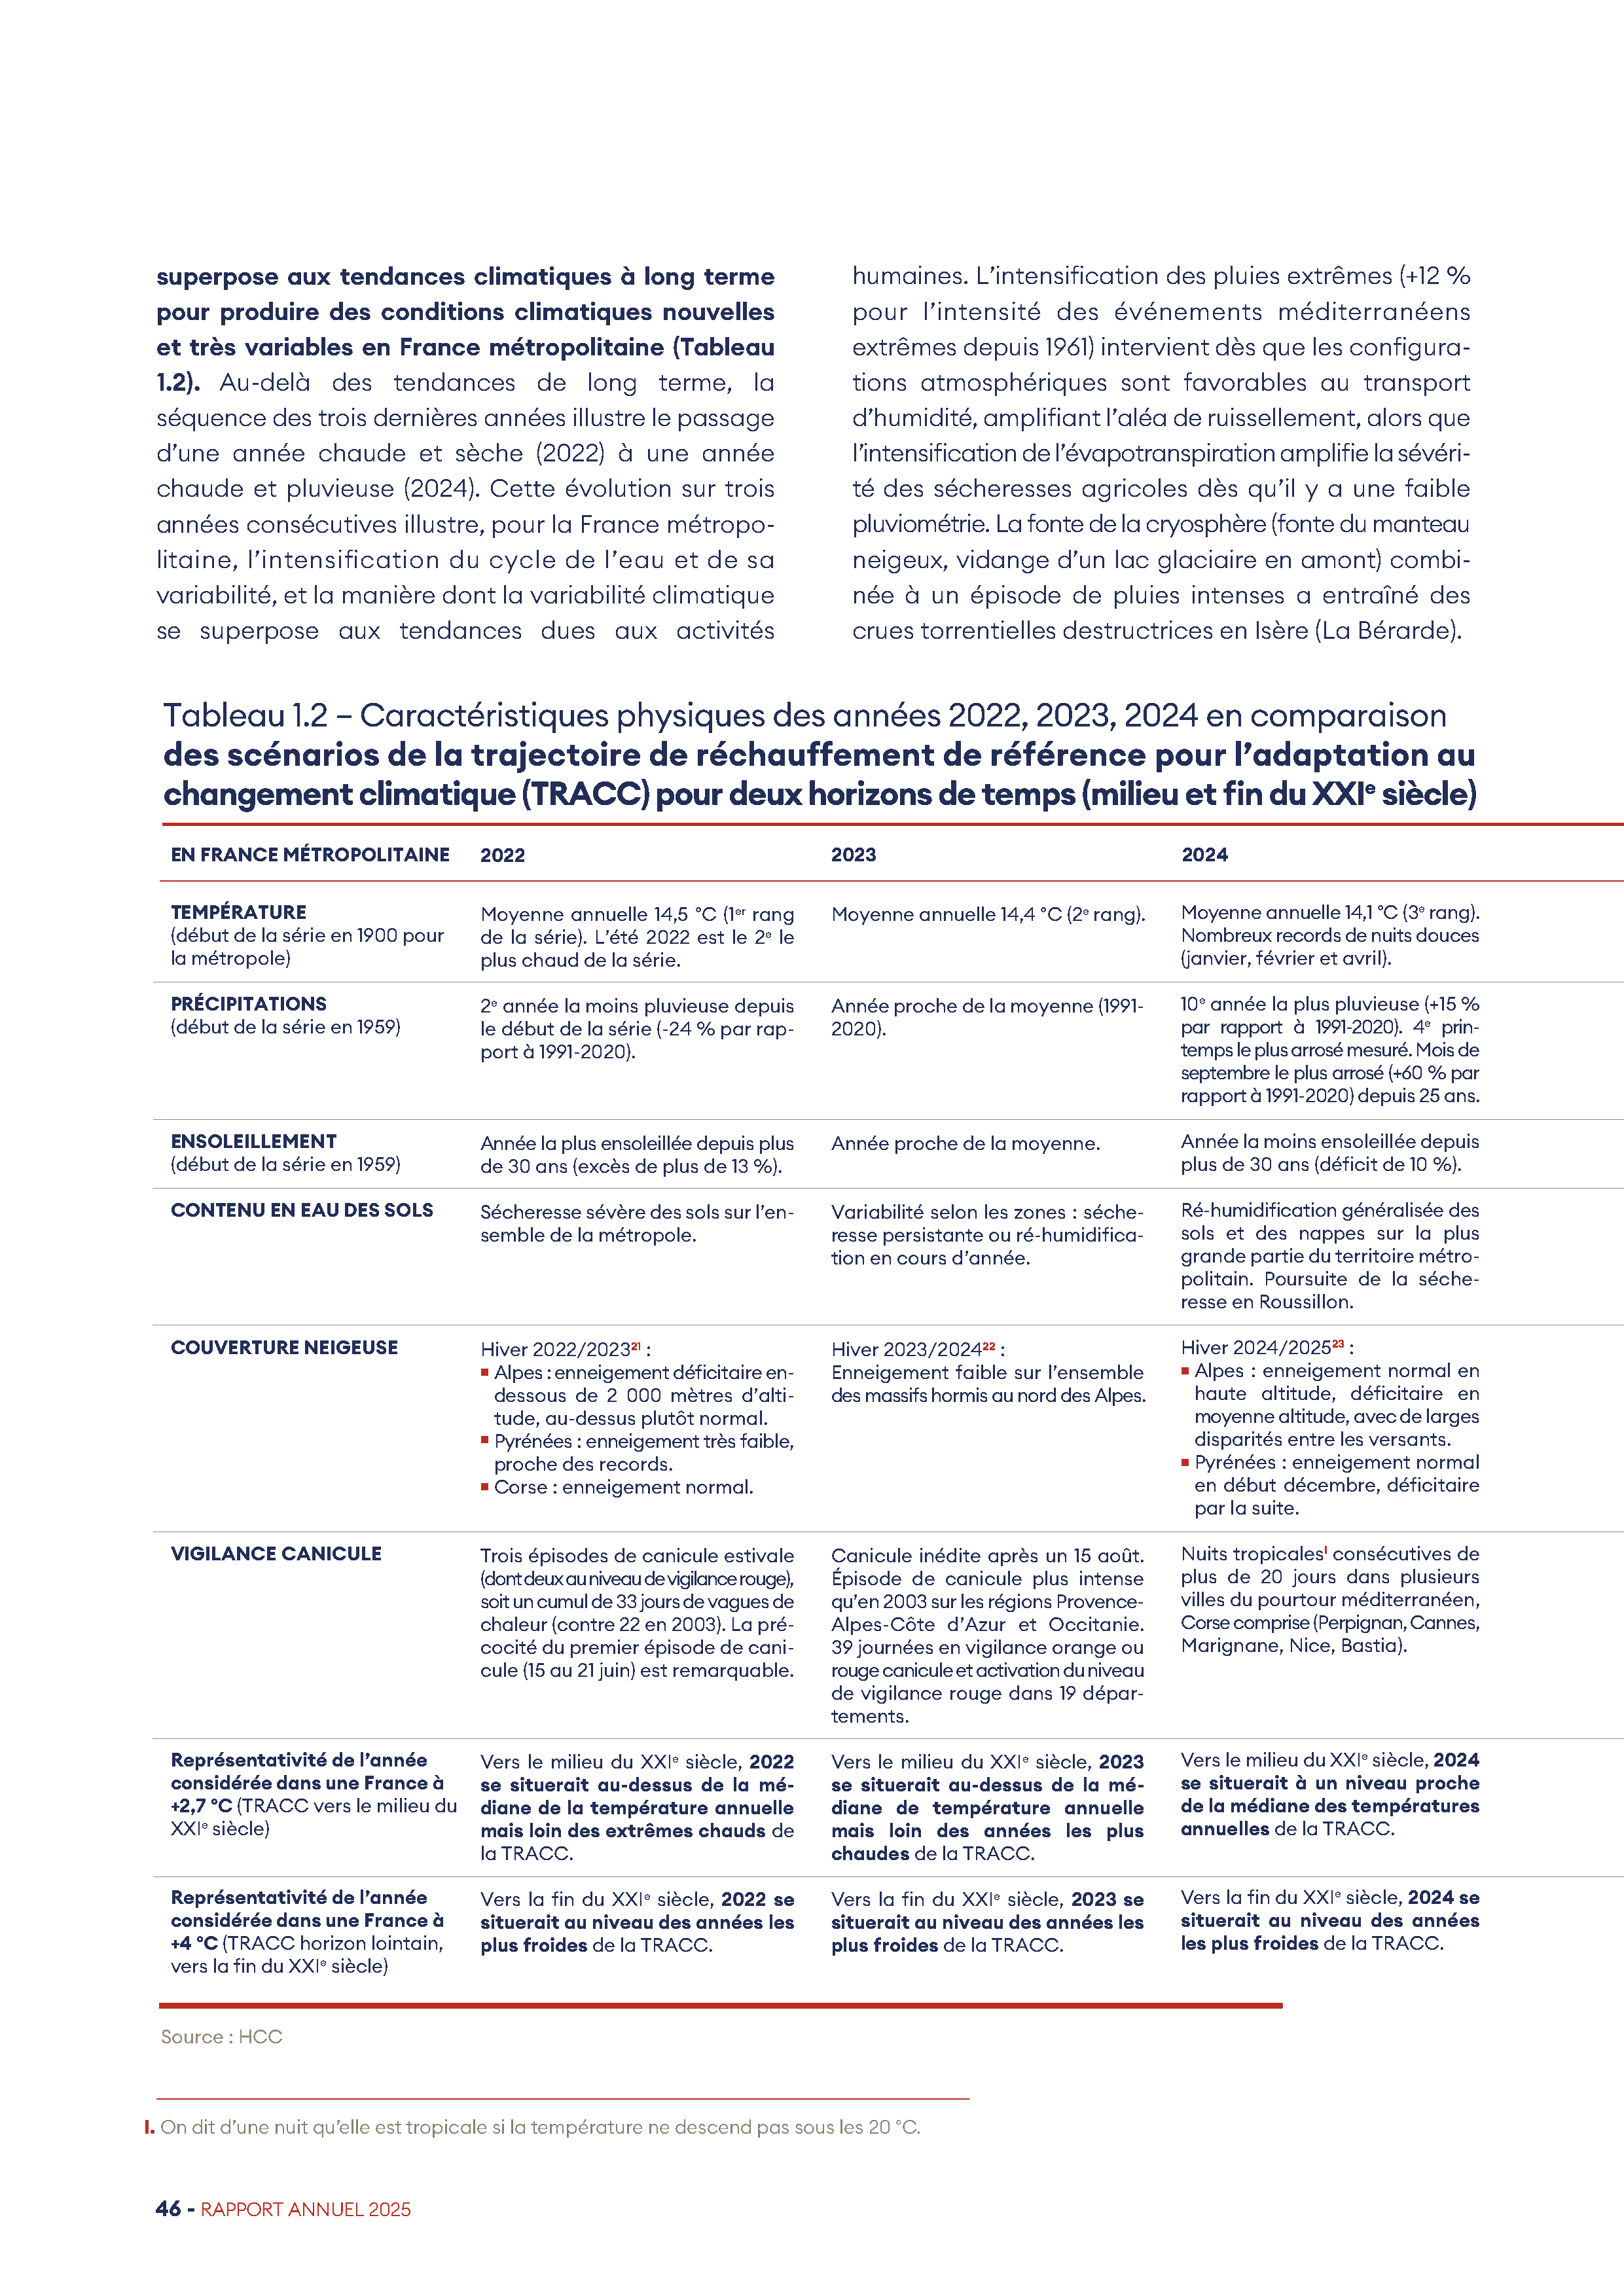 superpose aux tendances climatiques à long terme
pour produire des conditions climatiques nouvelles
et très variables en France métropolitaine (Tableau
1.2). Au-delà des tendances de long terme, la
séquence des trois dernières années illustre le passage
d’une année chaude et sèche (2022) à une année
chaude et pluvieuse (2024). Cette évolution sur trois
années consécutives illustre, pour la France métropo-
litaine, l’intensification du cycle de l’eau et de sa
variabilité, et la manière dont la variabilité climatique
se superpose aux tendances dues aux activités
humaines. L’intensification des pluies extrêmes (+12 %
pour l’intensité des événements méditerranéens
extrêmes depuis 1961) intervient dès que les configura-
tions atmosphériques sont favorables au transport
d’humidité, amplifiant l’aléa de ruissellement, alors que
l’intensification de l’évapotranspiration amplifie la sévéri-
té des sécheresses agricoles dès qu’il y a une faible
pluviométrie. La fonte de la cryosphère (fonte du manteau
neigeux, vidange d’un lac glaciaire en amont) combi-
née à un épisode de pluies intenses a entraîné des
crues torrentielles destructrices en Isère (La Bérarde).
Tableau 1.2 – Caractéristiques physiques des années 2022, 2023, 2024 en comparaison
des scénarios de la trajectoire de réchauffement de référence pour l’adaptation au
changement climatique (TRACC) pour deux horizons de temps (milieu et fin du XXIe siècle)
EN FRANCE MÉTROPOLITAINE
2022
2023
2024
TEMPÉRATURE
(début de la série en 1900 pour
la métropole)
Moyenne annuelle 14,5 °C (1er rang
de la série). L’été 2022 est le 2e le
plus chaud de la série.
Moyenne annuelle 14,4 °C (2e rang).
Moyenne annuelle 14,1 °C (3e rang).
Nombreux records de nuits douces
(janvier, février et avril).
PRÉCIPITATIONS
(début de la série en 1959)
2e année la moins pluvieuse depuis
le début de la série (-24 % par rap-
port à 1991-2020).
Année proche de la moyenne (1991-
2020).
10e année la plus pluvieuse (+15 %
par rapport à 1991-2020). 4e prin-
temps le plus arrosé mesuré. Mois de
septembre le plus arrosé (+60 % par
rapport à 1991-2020) depuis 25 ans.
ENSOLEILLEMENT
(début de la série en 1959)
Année la plus ensoleillée depuis plus
de 30 ans (excès de plus de 13 %).
Année proche de la moyenne.
Année la moins ensoleillée depuis
plus de 30 ans (déficit de 10 %).
CONTENU EN EAU DES SOLS
Sécheresse sévère des sols sur l’en-
semble de la métropole.
Variabilité selon les zones : séche-
resse persistante ou ré-humidifica-
tion en cours d’année.
Ré-humidification généralisée des
sols et des nappes sur la plus
grande partie du territoire métro-
politain. Poursuite de la séche-
resse en Roussillon.
COUVERTURE NEIGEUSE
Hiver 2022/2023²¹ :
▪ Alpes : enneigement déficitaire en-
dessous de 2 000 mètres d’alti-
tude, au-dessus plutôt normal.
▪ Pyrénées : enneigement très faible,
proche des records.
▪ Corse : enneigement normal.
Hiver 2023/2024²² :
Enneigement faible sur l’ensemble
des massifs hormis au nord des Alpes.
Hiver 2024/2025²³ :
▪ Alpes : enneigement normal en
haute altitude, déficitaire en
moyenne altitude, avec de larges
disparités entre les versants.
▪ Pyrénées : enneigement normal
en début décembre, déficitaire
par la suite.
VIGILANCE CANICULE
Trois épisodes de canicule estivale
(dont deux au niveau de vigilance rouge),
soit un cumul de 33 jours de vagues de
chaleur (contre 22 en 2003). La pré-
cocité du premier épisode de cani-
cule (15 au 21 juin) est remarquable.
Canicule inédite après un 15 août.
Épisode de canicule plus intense
qu’en 2003 sur les régions Provence-
Alpes-Côte d’Azur et Occitanie.
39 journées en vigilance orange ou
rouge canicule et activation du niveau
de vigilance rouge dans 19 dépar-
tements.
Nuits tropicalesI consécutives de
plus de 20 jours dans plusieurs
villes du pourtour méditerranéen,
Corse comprise (Perpignan, Cannes,
Marignane, Nice, Bastia).
Représentativité de l’année
considérée dans une France à
+2,7 °C (TRACC vers le milieu du
XXIe siècle)
Vers le milieu du XXIe siècle, 2022
se situerait au-dessus de la mé-
diane de la température annuelle
mais loin des extrêmes chauds de
la TRACC.
Vers le milieu du XXIe siècle, 2023
se situerait au-dessus de la mé-
diane de température annuelle
mais loin des années les plus
chaudes de la TRACC.
Vers le milieu du XXIe siècle, 2024
se situerait à un niveau proche
de la médiane des températures
annuelles de la TRACC.
Représentativité de l’année
considérée dans une France à
+4 °C (TRACC horizon lointain,
vers la fin du XXIe siècle)
Vers la fin du XXIe siècle, 2022 se
situerait au niveau des années les
plus froides de la TRACC.
Vers la fin du XXIe siècle, 2023 se
situerait au niveau des années les
plus froides de la TRACC.
Vers la fin du XXIe siècle, 2024 se
situerait au niveau des années
les plus froides de la TRACC.
Source : HCC
I. On dit d’une nuit qu’elle est tropicale si la température ne descend pas sous les 20 °C.
46 - RAPPORT ANNUEL 2025